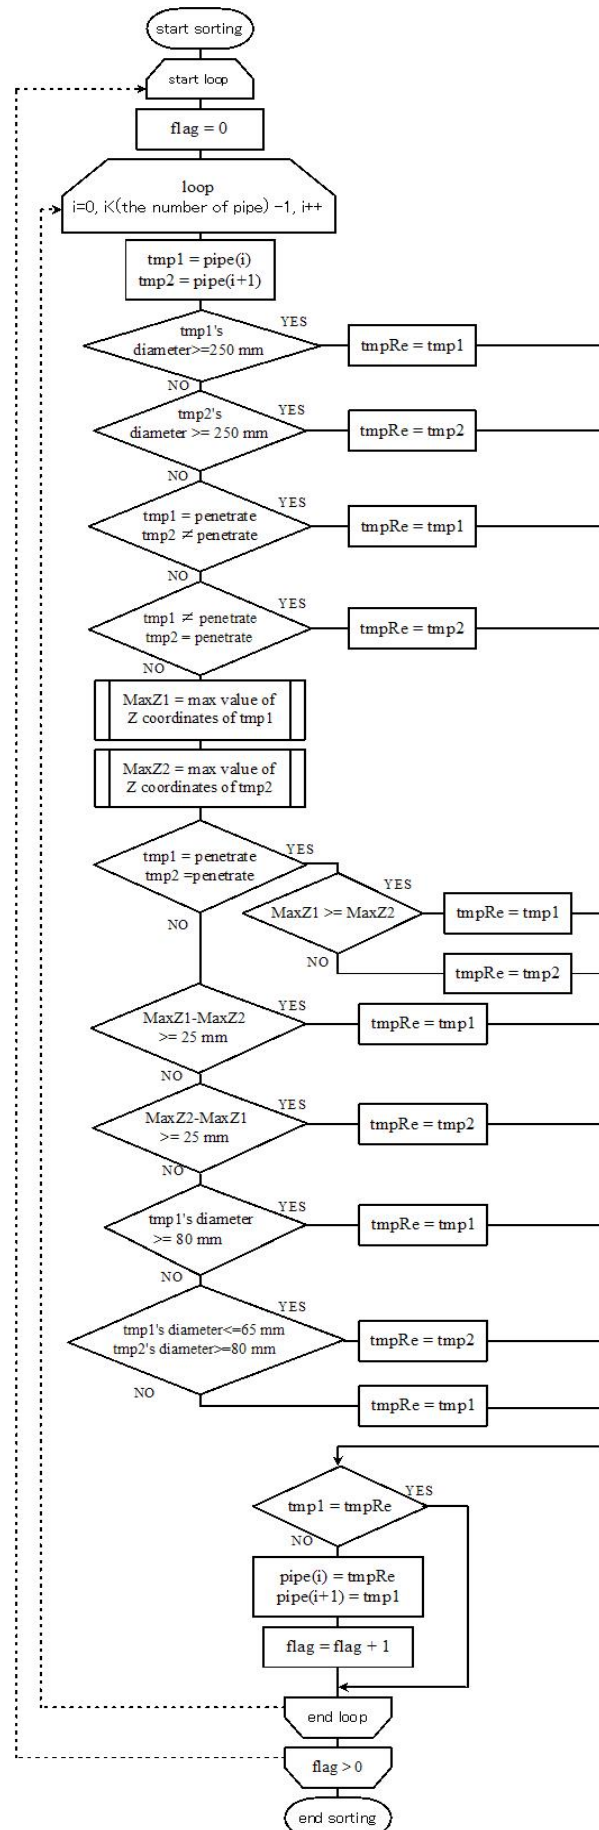 start sorting
start loop
flag = 0
loop
i=0, i<(the number of pipe) -1, i++
tmp1 = pipe(i)
tmp2 = pipe(i+1)
tmp1's
diameter>=250 mm
YES
tmpRe = tmp1
NO
tmp2's
diameter >= 250 mm
YES
tmpRe = tmp2
NO
tmp1 = penetrate
tmp2 ≠ penetrate
YES
tmpRe = tmp1
NO
tmp1 ≠ penetrate
tmp2 = penetrate
YES
tmpRe = tmp2
NO
MaxZ1 = max value of
Z coordinates of tmp1
MaxZ2 = max value of
Z coordinates of tmp2
tmp1 = penetrate
tmp2 =penetrate
YES
NO
MaxZ1 >= MaxZ2
YES
tmpRe = tmp1
NO
tmpRe = tmp2
MaxZ1-MaxZ2
>= 25 mm
YES
tmpRe = tmp1
NO
MaxZ2-MaxZ1
>= 25 mm
YES
tmpRe = tmp2
NO
tmp1's diameter
>= 80 mm
YES
tmpRe = tmp1
NO
tmp1's diameter<=65 mm
tmp2's diameter>=80 mm
YES
tmpRe = tmp2
NO
tmpRe = tmp1
tmp1 = tmpRe
YES
NO
pipe(i) = tmpRe
pipe(i+1) = tmp1
flag = flag + 1
end loop
flag > 0
end sorting